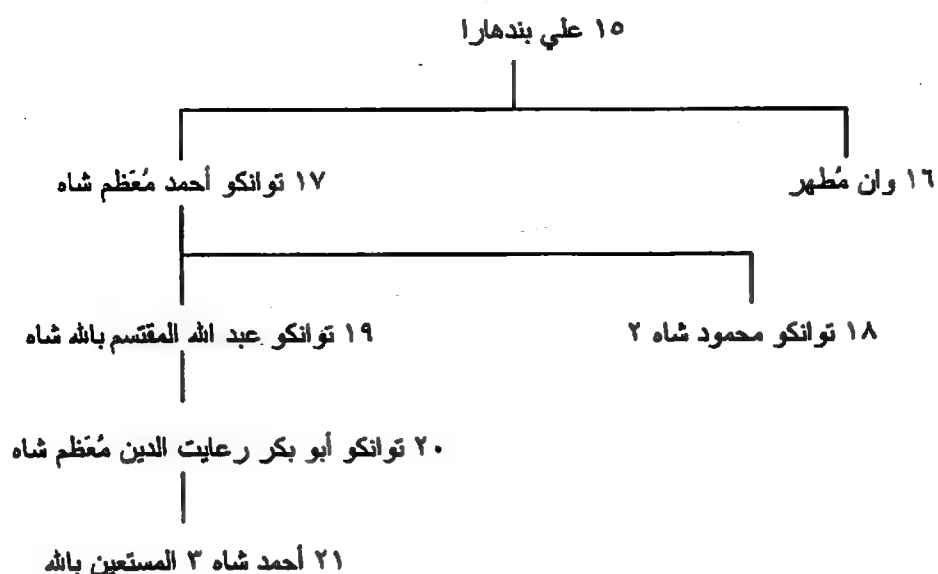 ١٥ علي بندهارا
١٦ وان مُطهر
١٧ توانكو أحمد مُعَظم شاه
١٨ توانكو محمود شاه ٢
١٩ توانكو عبد الله المقتسم بالله شاه
٢٠ توانكو أبو بكر رعايت الدين مُعَظم شاه
٢١ أحمد شاه ٣ المستعين بالله